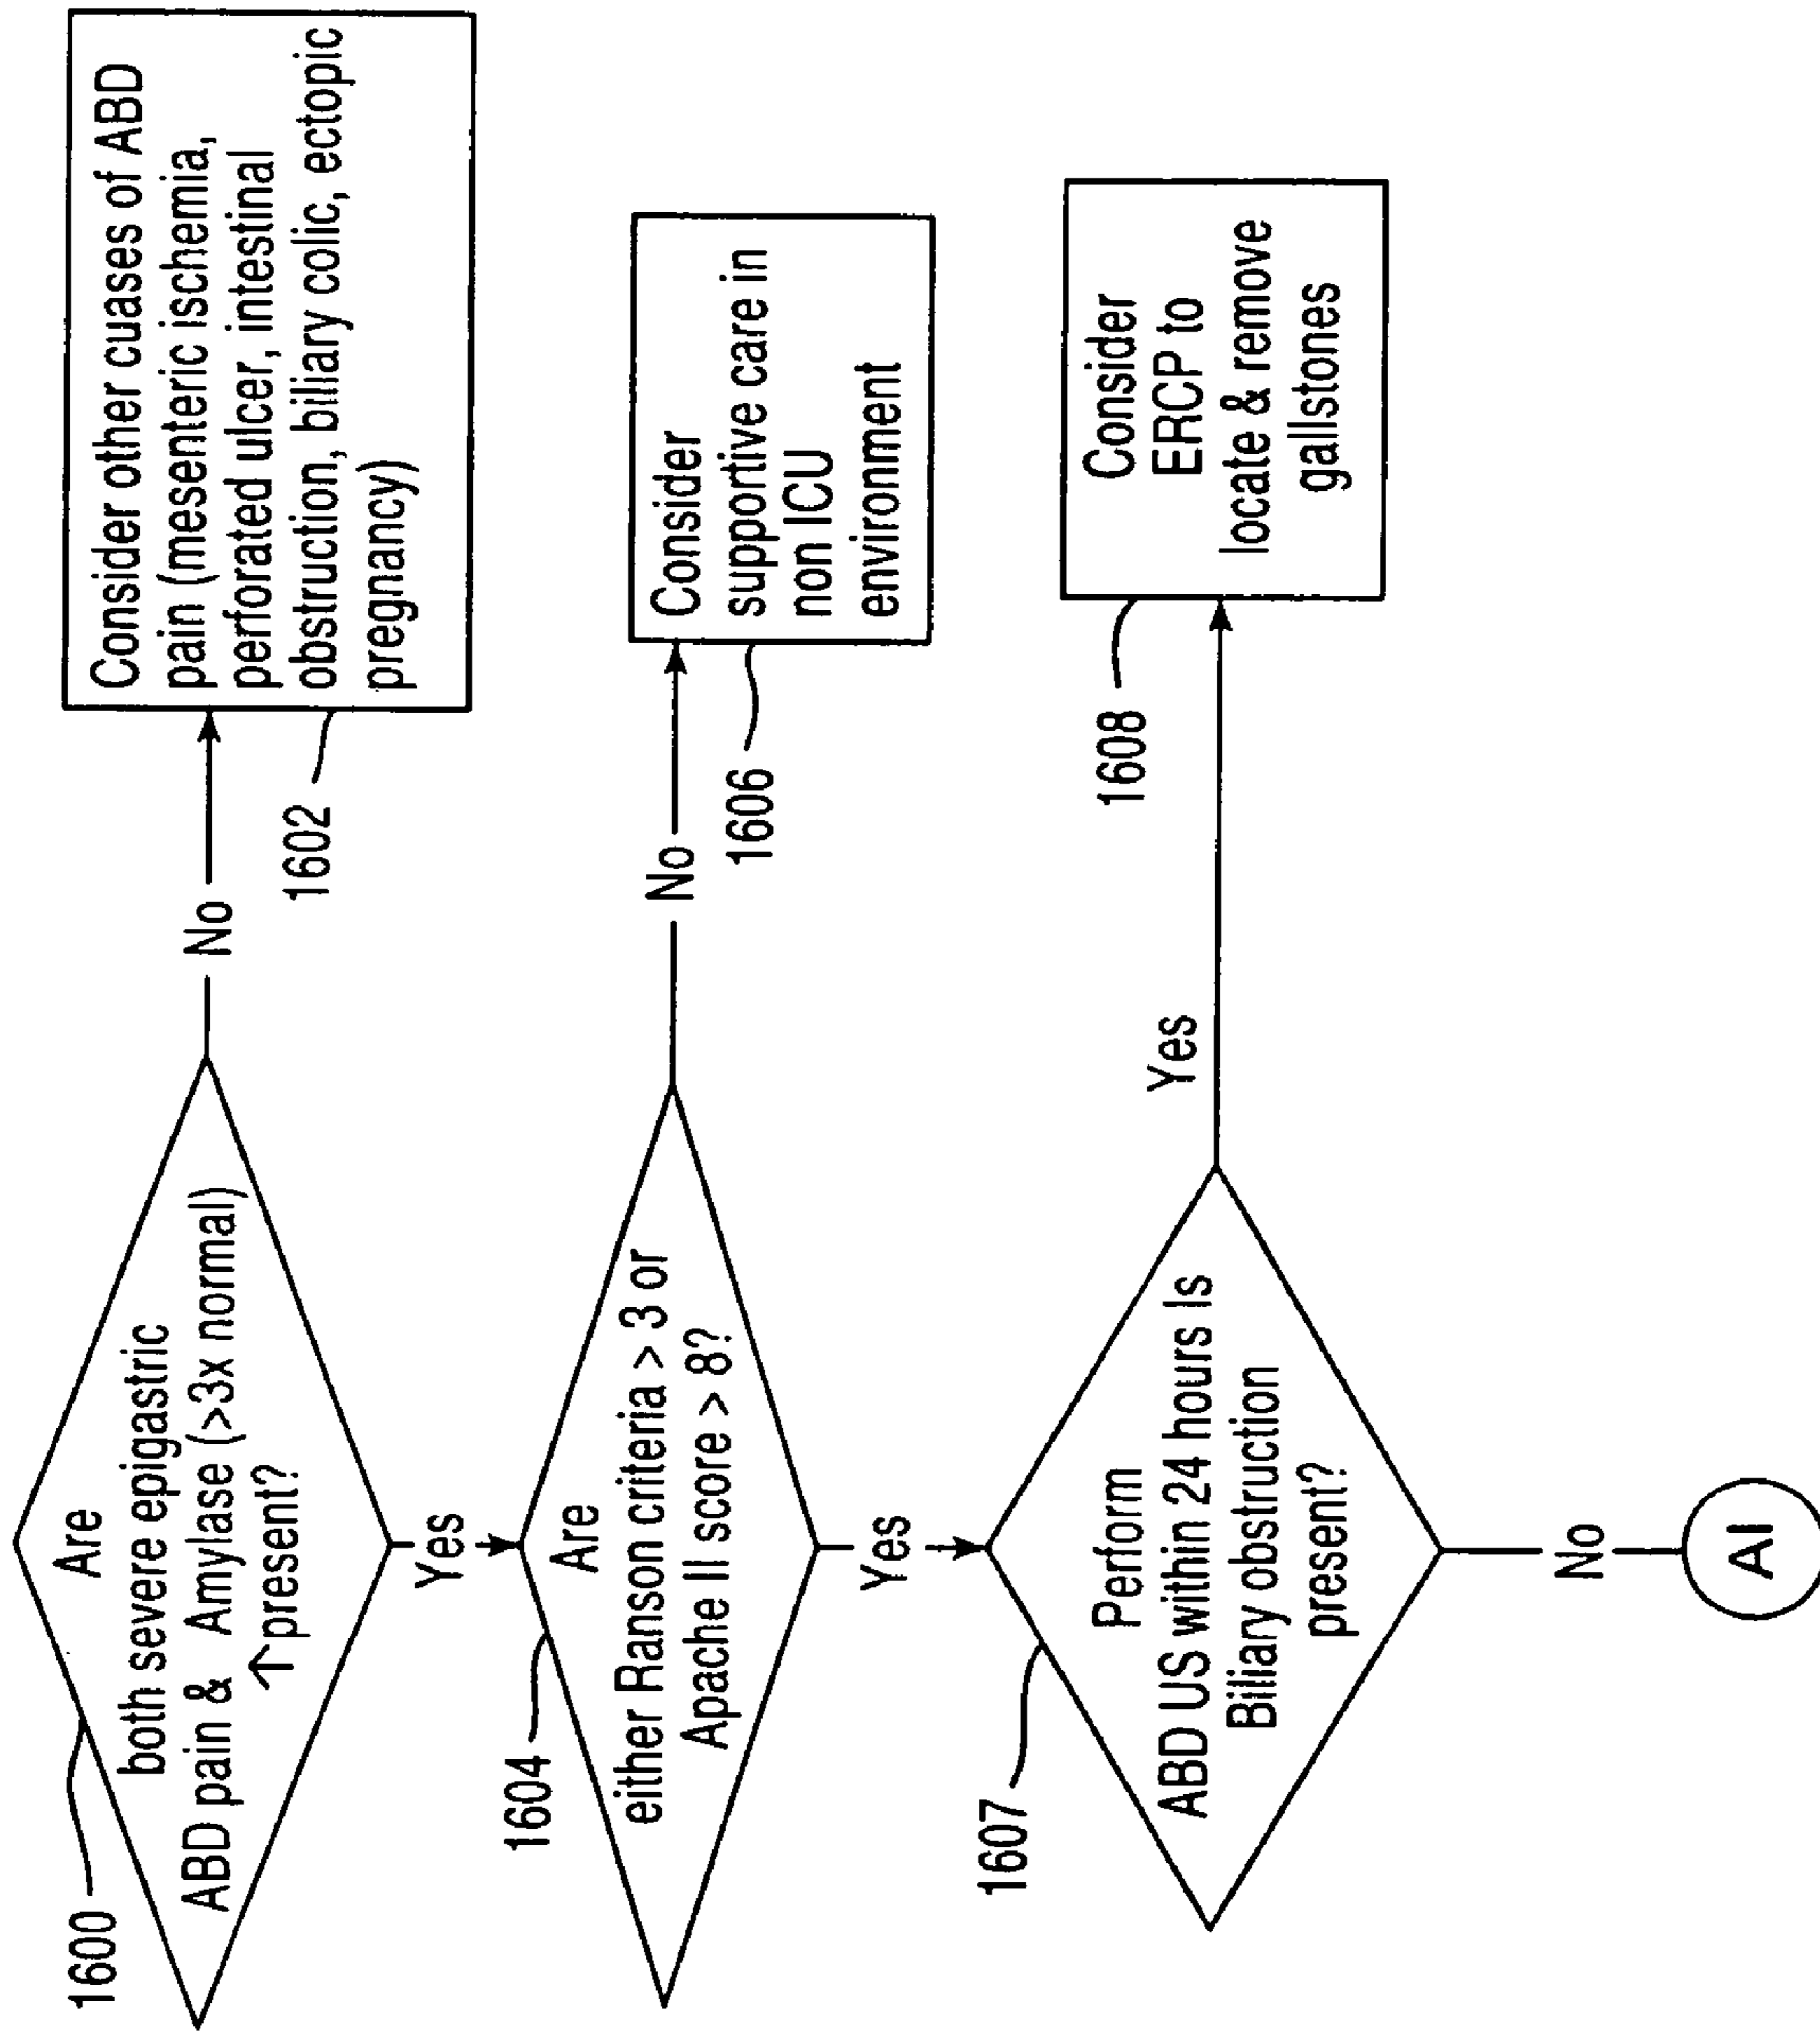 1600
Are
both severe epigastric
ABD pain & Amylase (>3x normal)
↑present?
No
1602
Consider other cuases of ABD
pain (mesenteric ischemia,
perforated ulcer, intestinal
obstruction, biliary colic, ectopic
pregnancy)
Yes
1604
Are
either Ranson criteria > 3 or
Apache II score > 8?
No
1606
Consider
supportive care in
non ICU
environment
Yes
1607
Perform
ABD US within 24 hours Is
Biliary obstruction
present?
Yes
1608
Consider
ERCP to
locate & remove
gallstones
No
AI